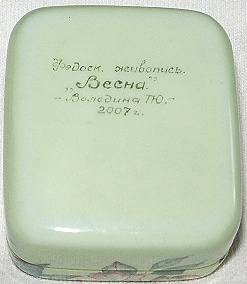 Федоск. живопись.
„Весна"
- Володина Т.Ю. -
2007 г.